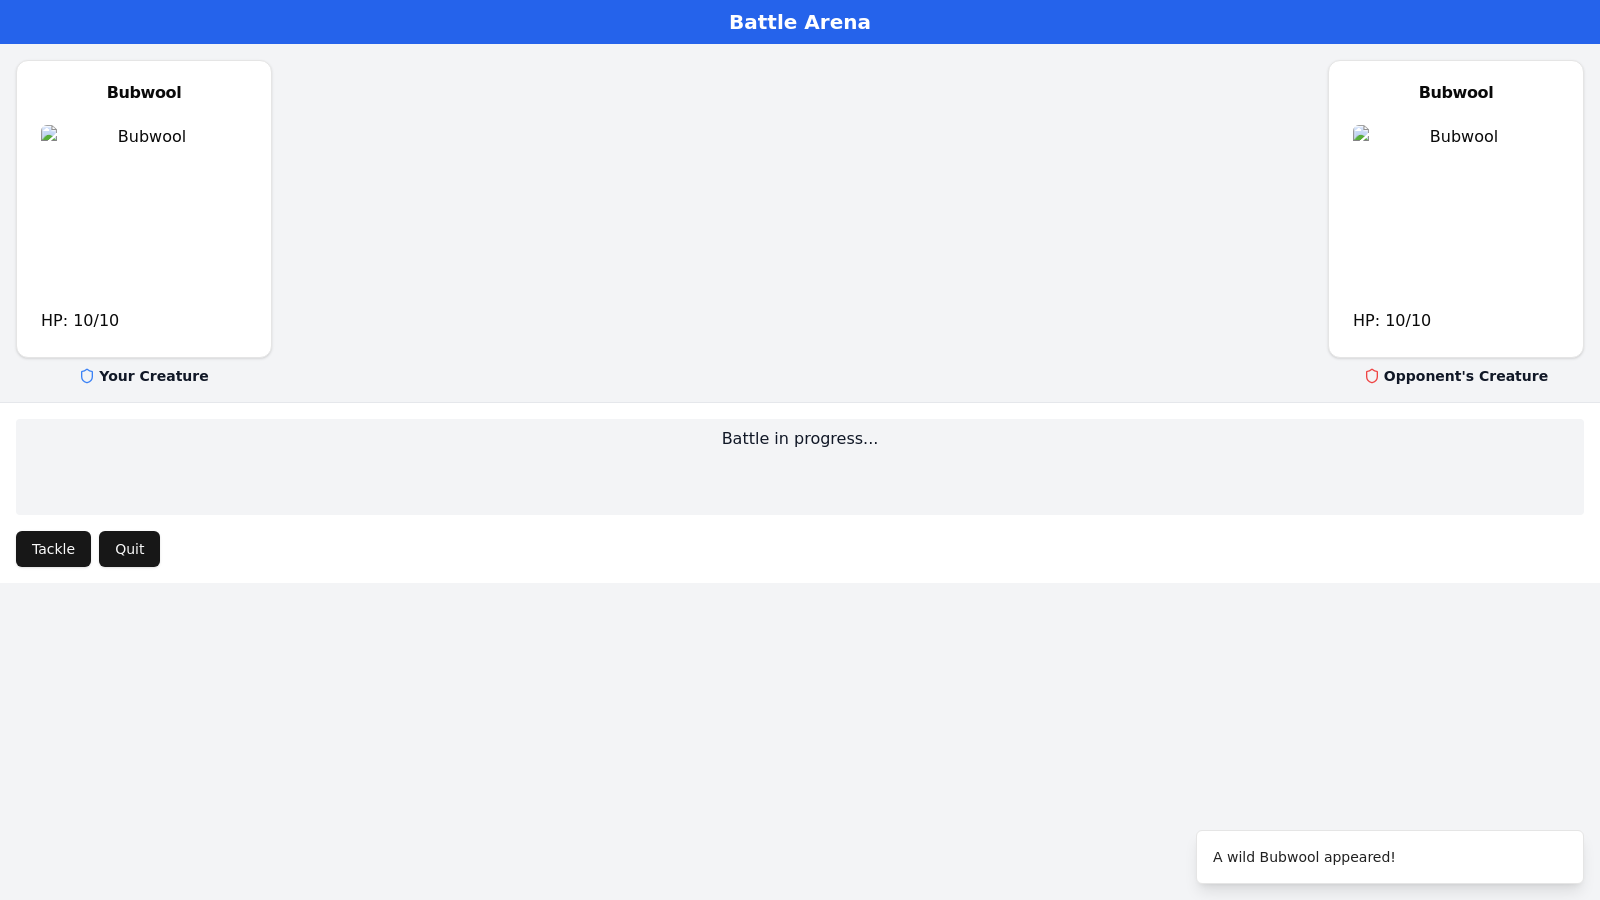 Battle Arena
Bubwool
Bubwool
HP: 10/10
Your Creature
Bubwool
Bubwool
HP: 10/10
Opponent's Creature
Battle in progress...
Tackle
Quit
A wild Bubwool appeared!